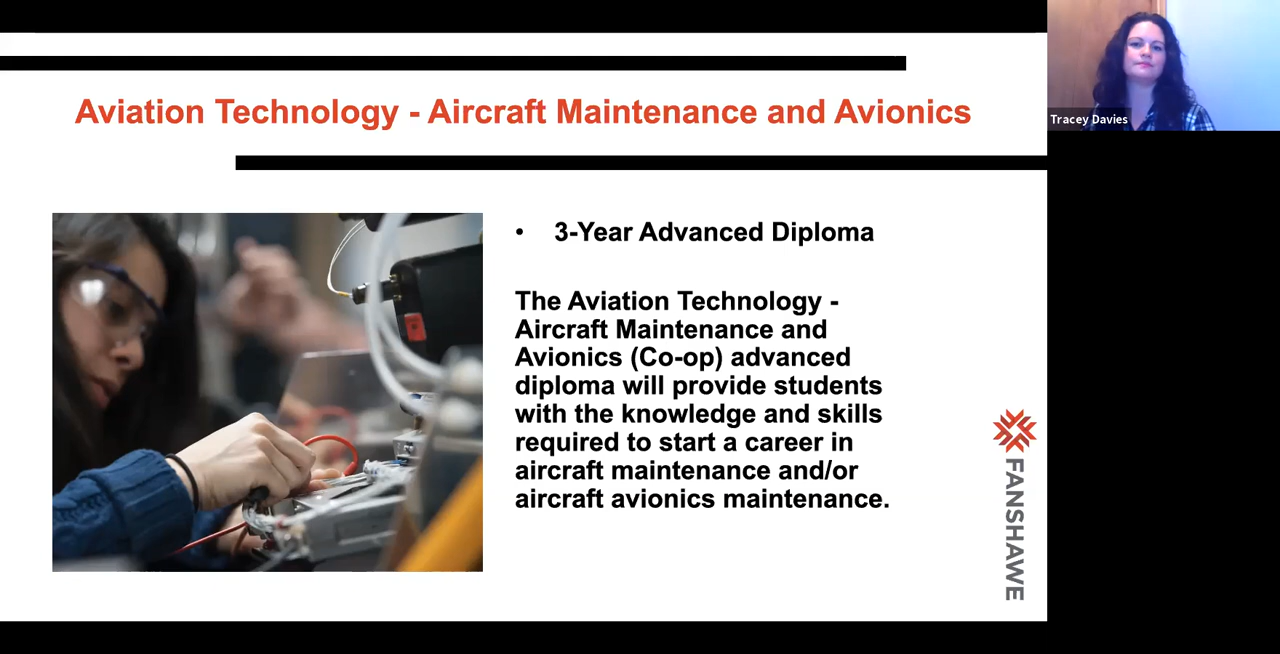 Aviation Technology - Aircraft Maintenance and Avionics
Tracey Davies
• 3-Year Advanced Diploma
The Aviation Technology -
Aircraft Maintenance and
Avionics (Co-op) advanced
diploma will provide students
with the knowledge and skills
required to start a career in
aircraft maintenance and/or
aircraft avionics maintenance.
FANSHAWE